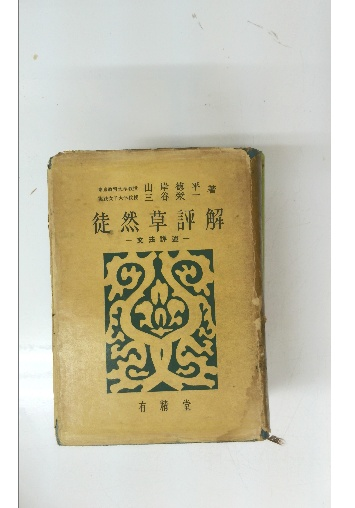 山岸徳平 著
三谷榮一
徒然草評解
—文法詳説—
有精堂